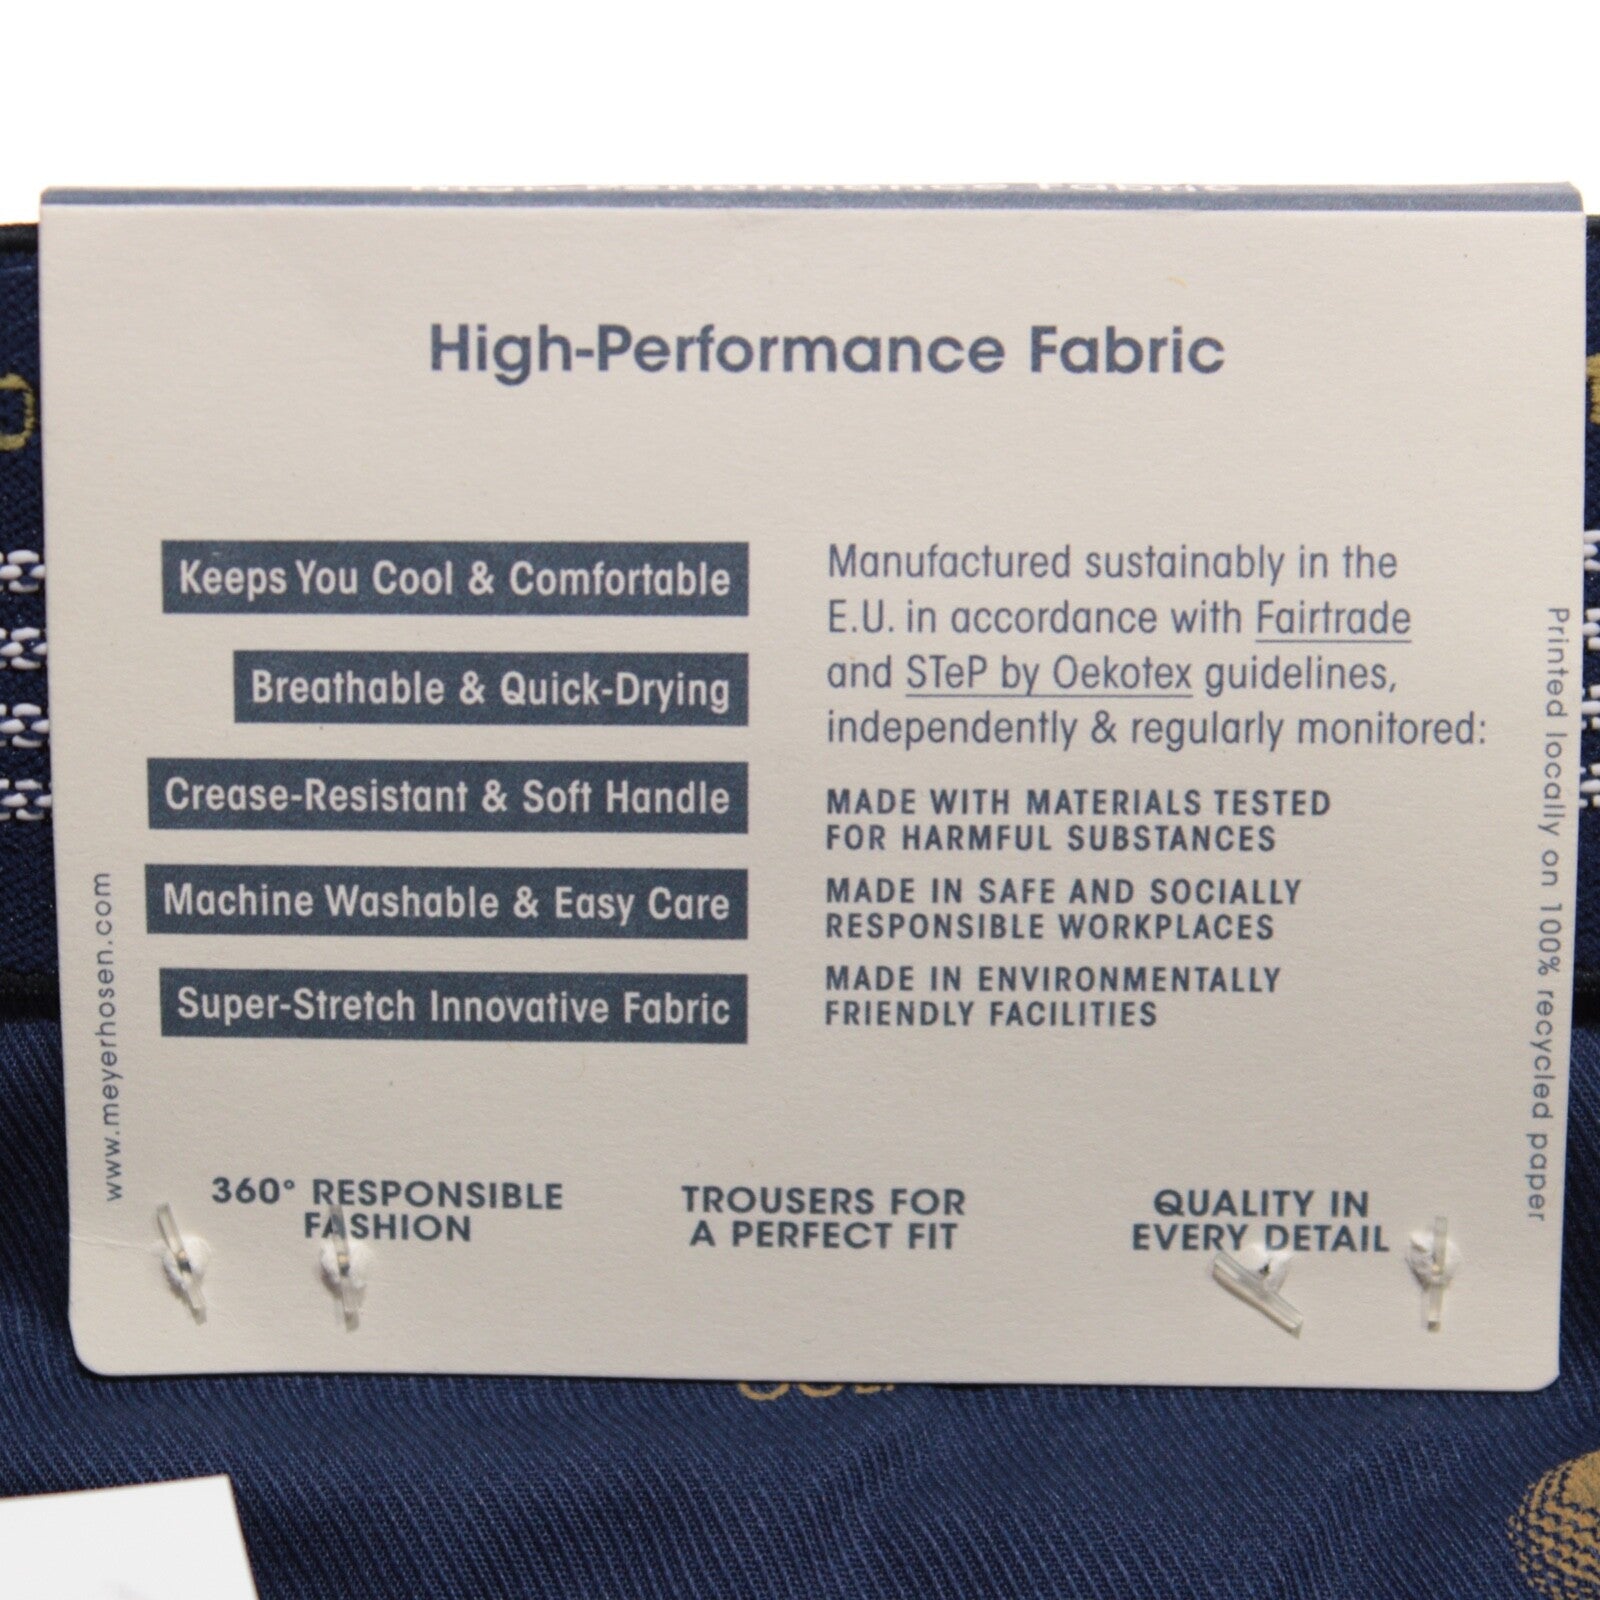 High-Performance Fabric
High-Performance Fabric
Keeps You Cool & Comfortable
Breathable & Quick-Drying
Crease-Resistant & Soft Handle
Machine Washable & Easy Care
Super-Stretch Innovative Fabric
Manufactured sustainably in the
E.U. in accordance with Fairtrade
and STeP by Oekotex guidelines,
independently & regularly monitored:
MADE WITH MATERIALS TESTED
FOR HARMFUL SUBSTANCES
MADE IN SAFE AND SOCIALLY
RESPONSIBLE WORKPLACES
MADE IN ENVIRONMENTALLY
FRIENDLY FACILITIES
360° RESPONSIBLE
FASHION
TROUSERS FOR
A PERFECT FIT
QUALITY IN
EVERY DETAIL
www.meyerhosen.com
Printed locally on 100% recycled paper